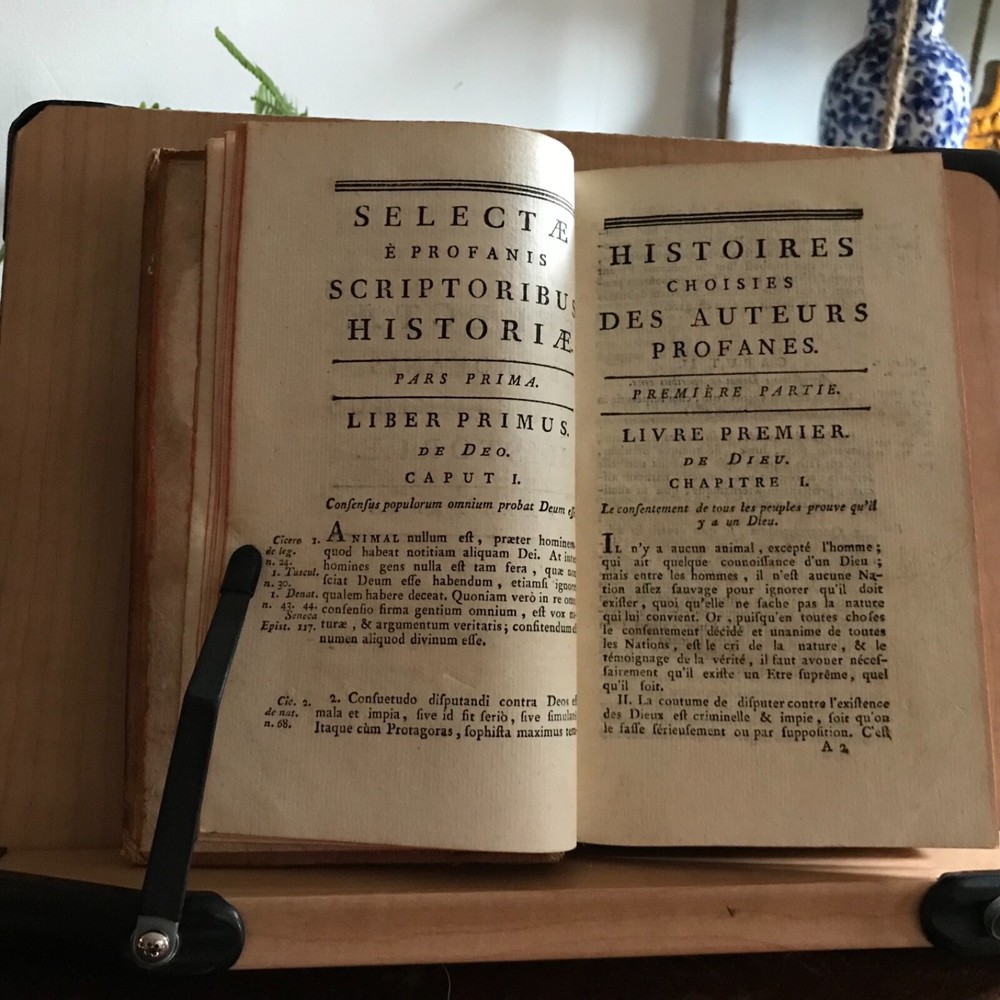 SELECTÆ
È PROFANIS
SCRIPTORIBUS
HISTORIÆ.
PARS PRIMA.
LIBER PRIMUS.
DE DEO.
CAPUT I.
Conſenſus populorum omnium probat Deum eſſ
Cicero 1.
de leg.
n. 24.
1. Tuſcul.
n. 30.
1. Denat.
n. 43. 44.
Seneca
Epiſt. 117.
ANIMAL nullum eſt, præter hominem
quod habeat notitiam aliquam Dei. At inter
homines gens nulla eſt tam fera, quæ non
ſciat Deum eſſe habendum, etiamſi ignore
qualem habere deceat. Quoniam verò in re omn
conſenſio firma gentium omnium, eſt vox na
turæ, & argumentum veritatis; confitendum e
numen aliquod divinum eſſe.
Cic. 2.
de nat.
n. 68.
2. Conſuetudo diſputandi contra Deos eſ
mala et impia, ſive id fit ſeriò, ſive ſimulatè
Itaque cùm Protagoras, ſophiſta maximus
HISTOIRES
CHOISIES
DES AUTEURS
PROFANES.
PREMIÈRE PARTIE.
LIVRE PREMIER.
DE DIEU.
CHAPITRE I.
Le conſentement de tous les peuples prouve qu'il
y a un Dieu.
IL n'y a aucun animal, excepté l'homme;
qui ait quelque connoiſſance d'un Dieu;
mais entre les hommes, il n'eſt aucune Na-
tion aſſez ſauvage pour ignorer qu'il doit
exiſter, quoi qu'elle ne ſache pas la nature
qui lui convient. Or, puiſqu'en toutes choſes
le conſentement décidé et unanime de toutes
les Nations, eſt le cri de la nature, & le
témoignage de la vérité, il faut avouer néceſ-
ſairement qu'il exiſte un Etre ſuprême, quel
qu'il ſoit.
II. La coutume de diſputer contre l'exiſtence
des Dieux eſt criminelle & impie, ſoit qu'on
le faſſe ſérieuſement ou par ſuppoſition. C'eſt
A 2